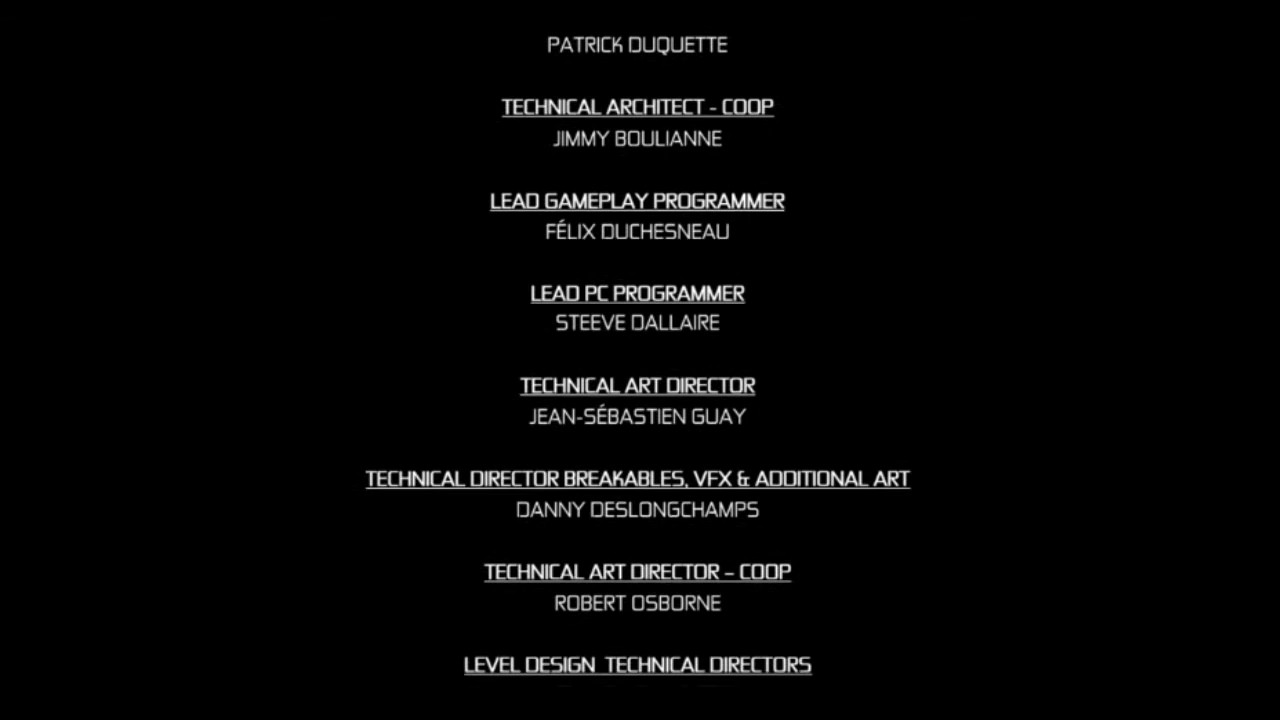 PATRICK DUQUETTE
TECHNICAL ARCHITECT - COOP
JIMMY BOULIANNE
LEAD GAMEPLAY PROGRAMMER
FÉLIX DUCHESNEAU
LEAD PC PROGRAMMER
STEEVE DALLAIRE
TECHNICAL ART DIRECTOR
JEAN-SÉBASTIEN GUAY
TECHNICAL DIRECTOR BREAKABLES, VFX & ADDITIONAL ART
DANNY DESLONGCHAMPS
TECHNICAL ART DIRECTOR – COOP
ROBERT OSBORNE
LEVEL DESIGN  TECHNICAL DIRECTORS